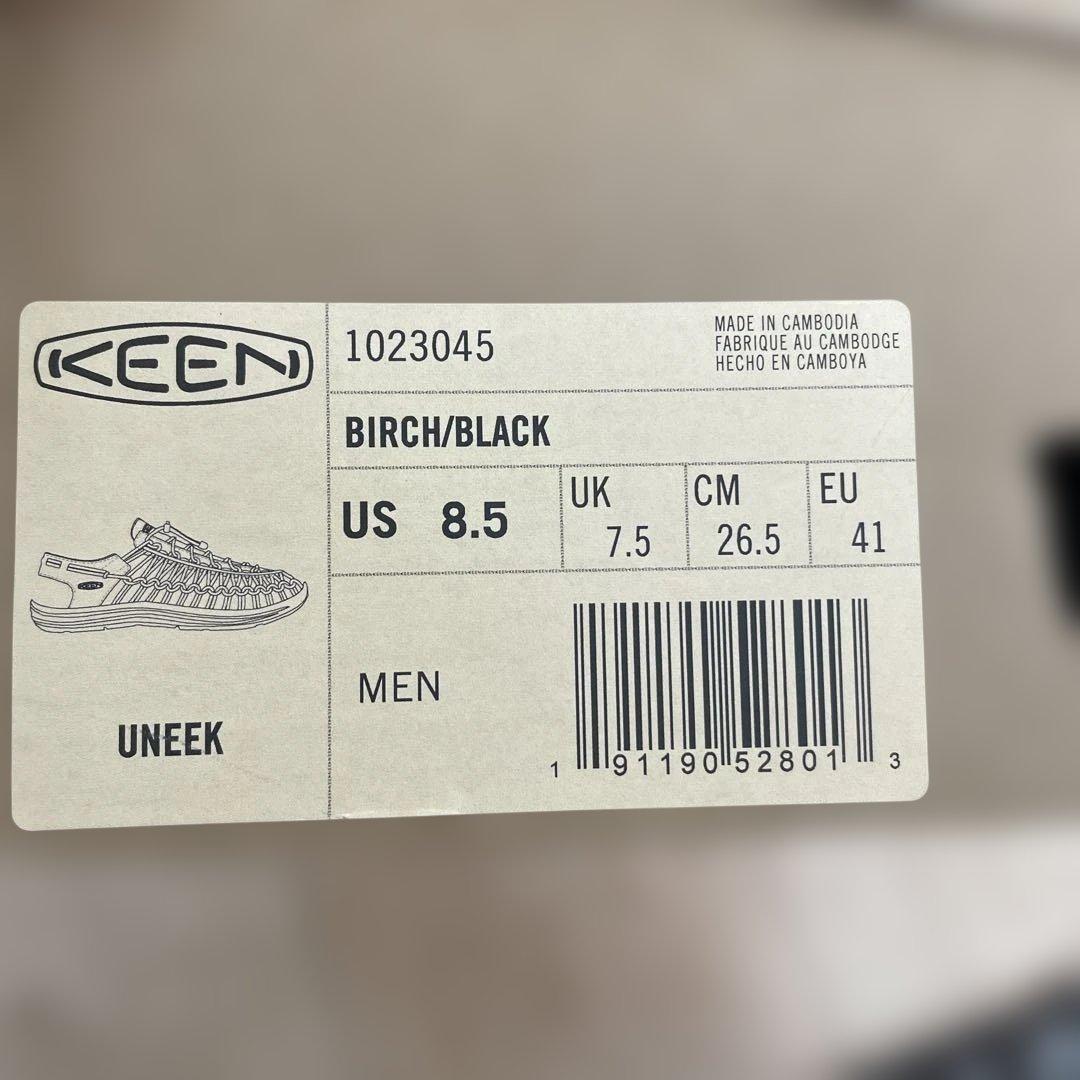 KEEN
1023045
MADE IN CAMBODIA
FABRIQUE AU CAMBODGE
HECHO EN CAMBOYA
BIRCH/BLACK
US 8.5
UK 7.5
CM 26.5
EU 41
KEEN
UNEEK
MEN
1 91190 52801 3